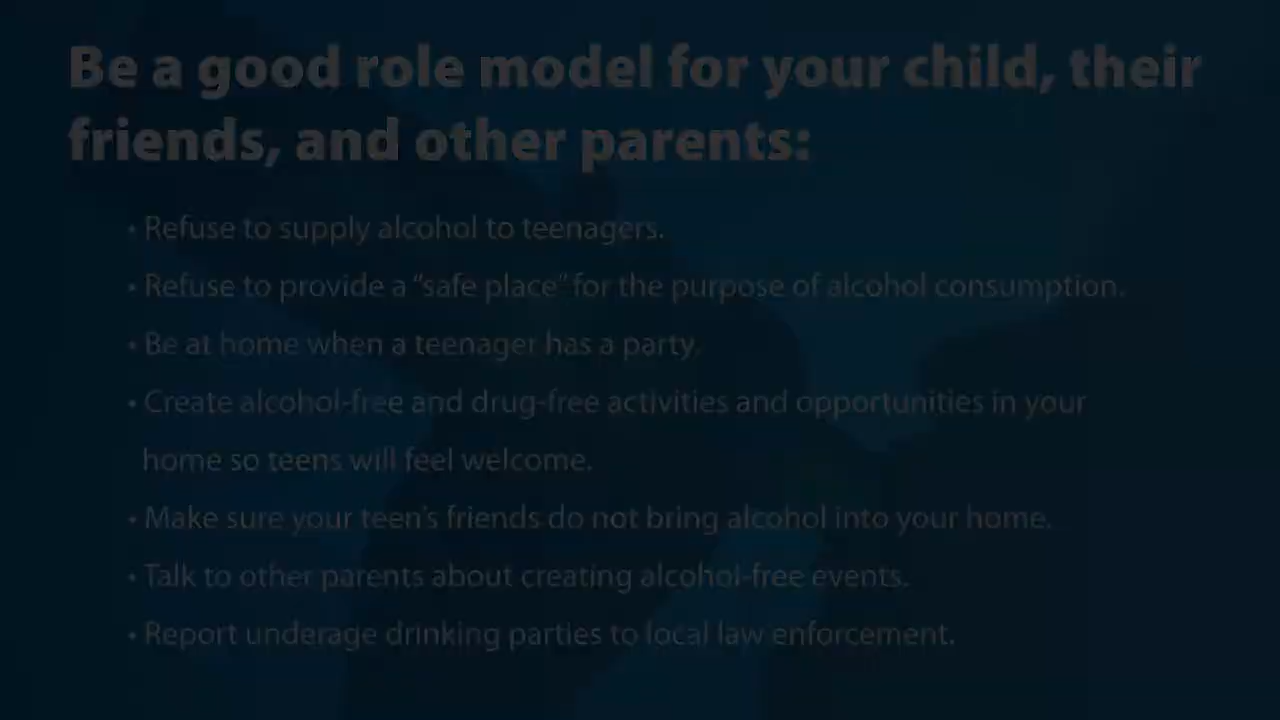 Be a good role model for your child, their
friends, and other parents:
• Refuse to supply alcohol to teenagers.
• Refuse to provide a “safe place” for the purpose of alcohol consumption.
• Be at home when a teenager has a party.
• Create alcohol-free and drug-free activities and opportunities in your
home so teens will feel welcome.
• Make sure your teen’s friends do not bring alcohol into your home.
• Talk to other parents about creating alcohol-free events.
• Report underage drinking parties to local law enforcement.